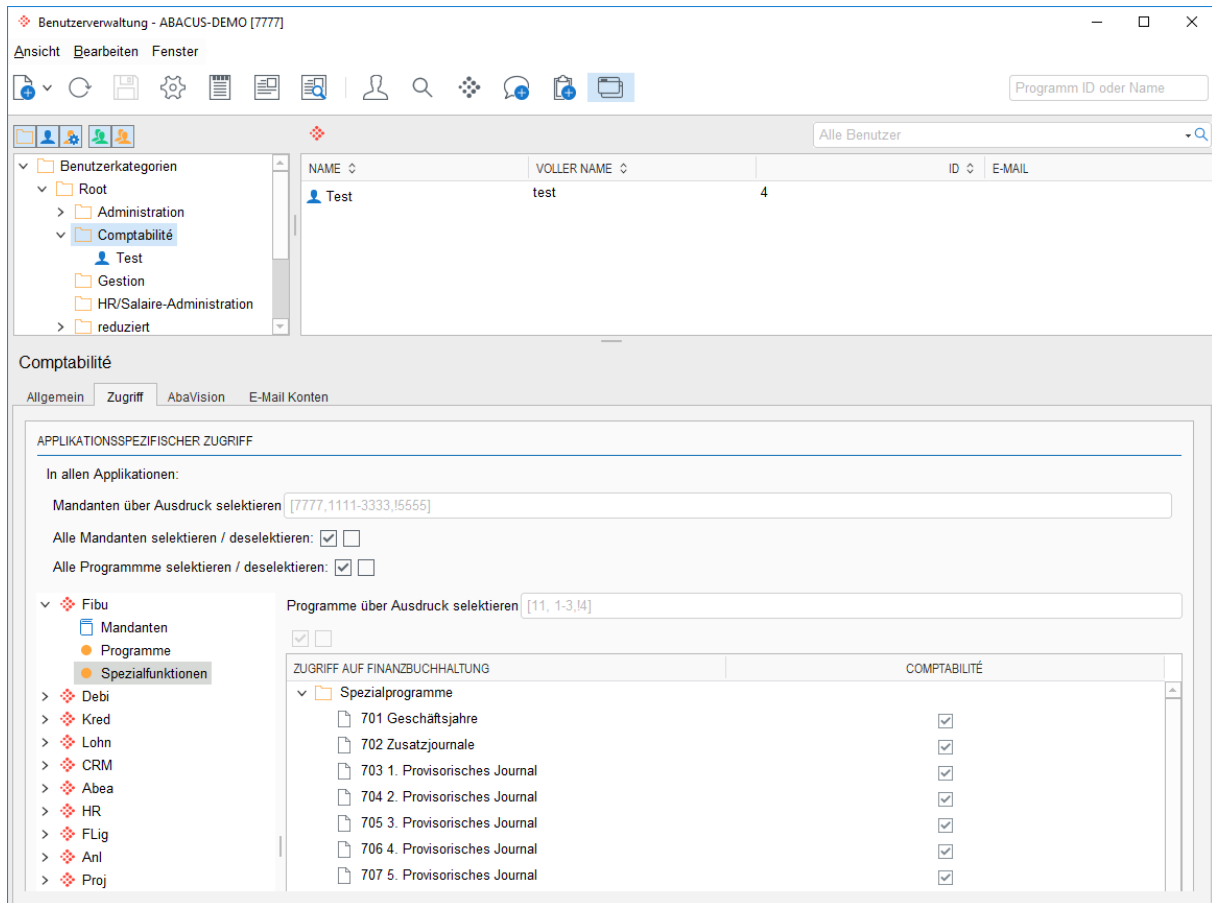 Benutzerverwaltung - ABACUS-DEMO [7777]
Ansicht Bearbeiten Fenster
Programm ID oder Name
Alle Benutzer
Benutzerkategorien
Root
Administration
Comptabilité
Test
Gestion
HR/Salaire-Administration
reduziert
NAME VOLLER NAME ID E-MAIL
Test test 4
Comptabilité
Allgemein Zugriff AbaVision E-Mail Konten
APPLIKATIONSSPEZIFISCHER ZUGRIFF
In allen Applikationen:
Mandanten über Ausdruck selektieren [7777,1111-3333,!5555]
Alle Mandanten selektieren / deselektieren:
Alle Programmme selektieren / deselektieren:
Fibu
Mandanten
Programme
Spezialfunktionen
Debi
Kred
Lohn
CRM
Abea
HR
FLig
Anl
Proj
Programme über Ausdruck selektieren [11, 1-3,!4]
ZUGRIFF AUF FINANZBUCHHALTUNG COMPTABILITÉ
Spezialprogramme
701 Geschäftsjahre
702 Zusatzjournale
703 1. Provisorisches Journal
704 2. Provisorisches Journal
705 3. Provisorisches Journal
706 4. Provisorisches Journal
707 5. Provisorisches Journal